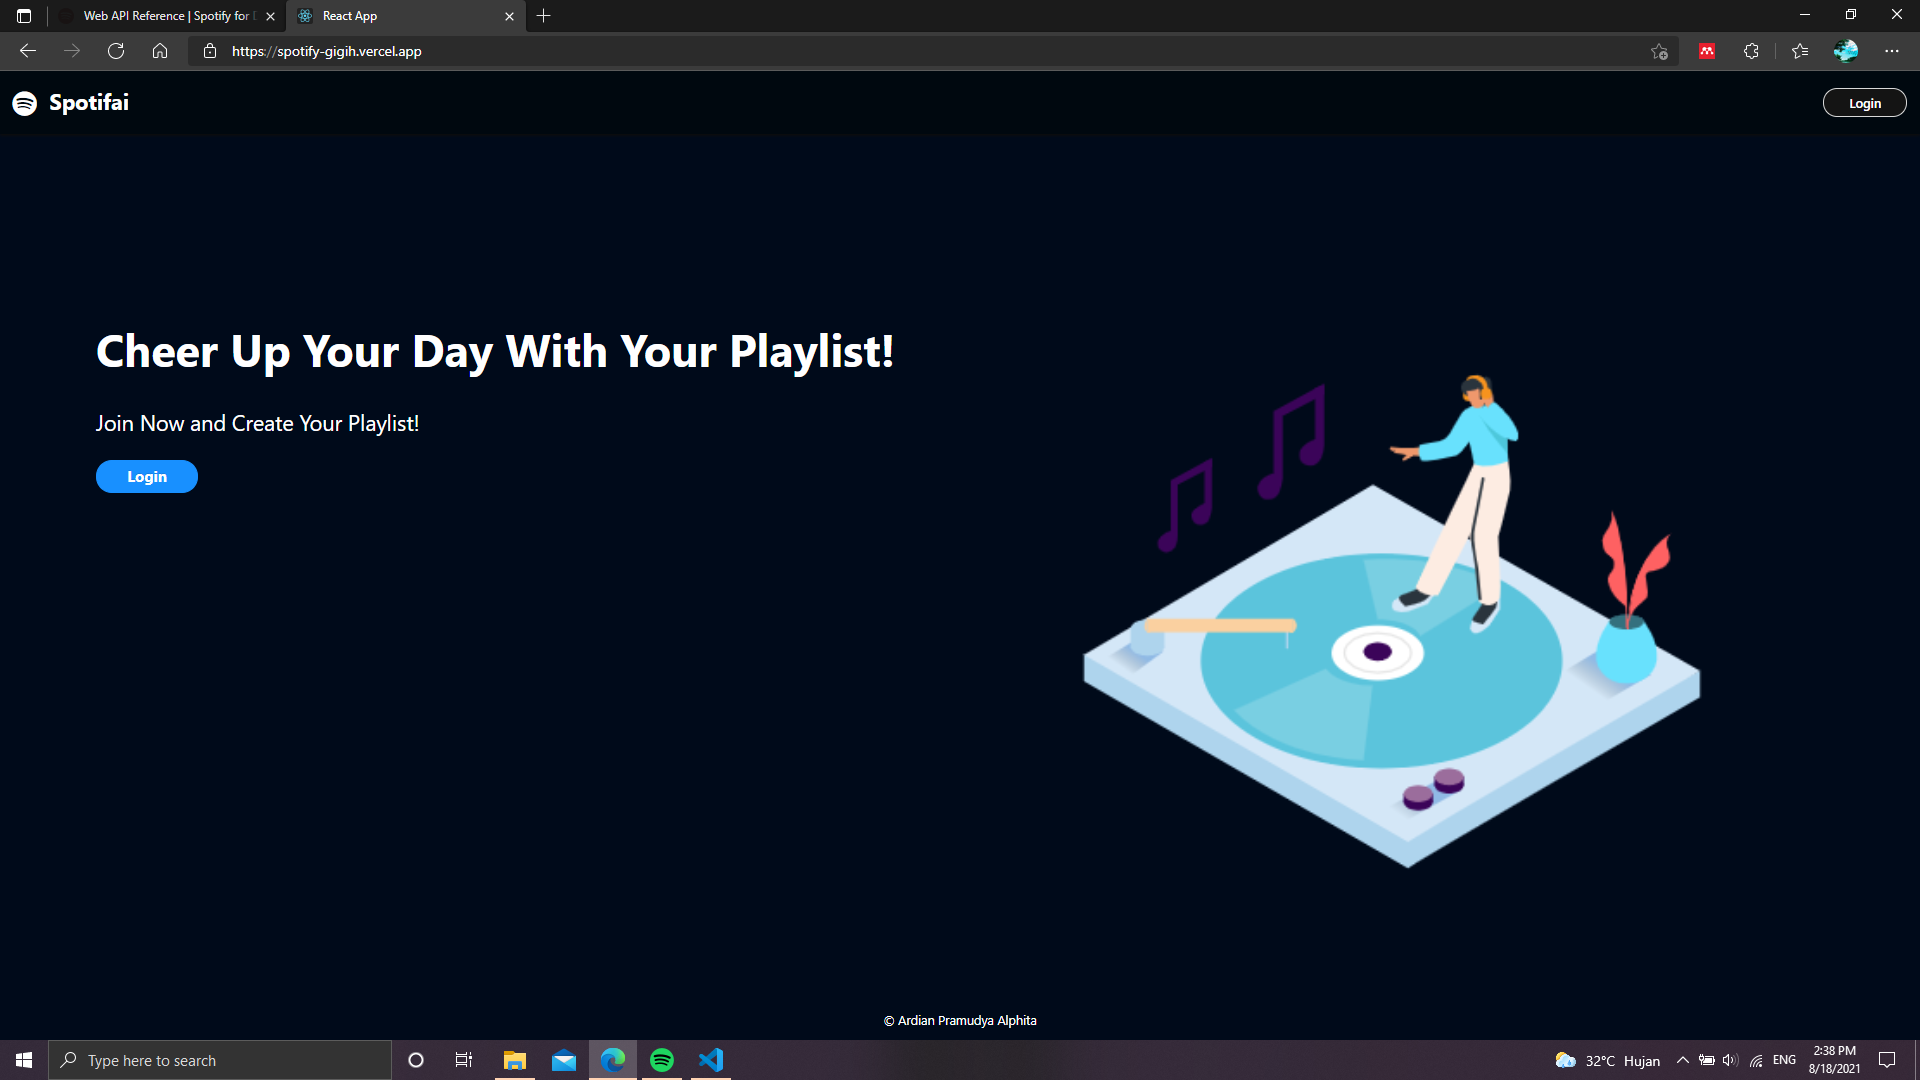 Web API Reference | Spotify for D
React App
https://spotify-gigih.vercel.app
Spotifai
Login
Cheer Up Your Day With Your Playlist!
Join Now and Create Your Playlist!
Login
© Ardian Pramudya Alphita
Type here to search
32°C Hujan
ENG
2:38 PM
8/18/2021